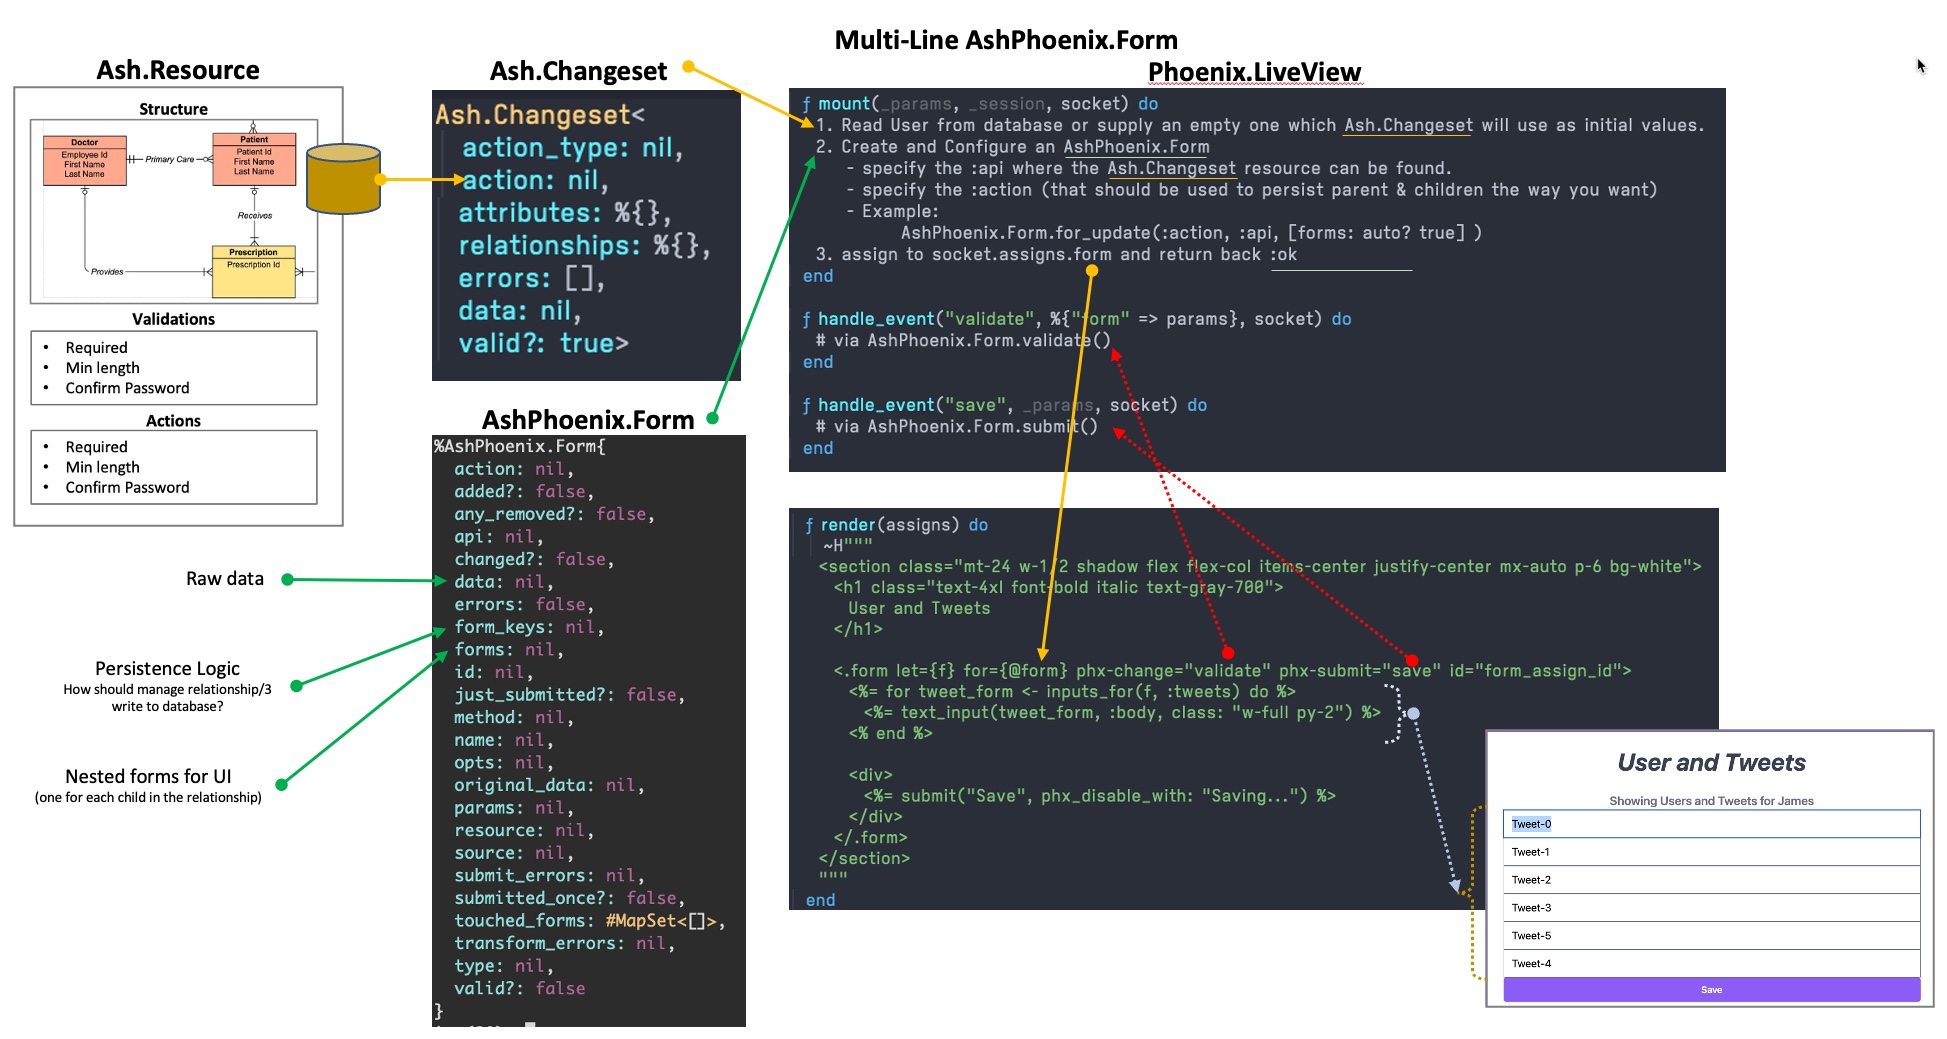 Multi-Line AshPhoenix.Form
Ash.Resource
Structure
Doctor
Employee Id
First Name
Last Name
Primary Care
Patient
Patient Id
First Name
Last Name
Receives
Prescription
Prescription Id
Provides
Validations
• Required
• Min length
• Confirm Password
Actions
• Required
• Min length
• Confirm Password
Raw data
Persistence Logic
How should manage relationship/3
write to database?
Nested forms for UI
(one for each child in the relationship)
Ash.Changeset
Ash.Changeset<
action_type: nil,
action: nil,
attributes: %{},
relationships: %{},
errors: [],
data: nil,
valid?: true>
AshPhoenix.Form
%AshPhoenix.Form{
action: nil,
added?: false,
any_removed?: false,
api: nil,
changed?: false,
data: nil,
errors: false,
form_keys: nil,
forms: nil,
id: nil,
just_submitted?: false,
method: nil,
name: nil,
opts: nil,
original_data: nil,
params: nil,
resource: nil,
source: nil,
submit_errors: nil,
submitted_once?: false,
touched_forms: #MapSet<[]>,
transform_errors: nil,
type: nil,
valid?: false
}
Phoenix.LiveView
ƒ mount(_params, _session, socket) do
1. Read User from database or supply an empty one which Ash.Changeset will use as initial values.
2. Create and Configure an AshPhoenix.Form
- specify the :api where the Ash.Changeset resource can be found.
- specify the :action (that should be used to persist parent & children the way you want)
- Example:
AshPhoenix.Form.for_update(:action, :api, [forms: auto? true] )
3. assign to socket.assigns.form and return back :ok
end
ƒ handle_event("validate", %{"form" => params}, socket) do
# via AshPhoenix.Form.validate()
end
ƒ handle_event("save", _params, socket) do
# via AshPhoenix.Form.submit()
end
ƒ render(assigns) do
~H"""
<section class="mt-24 w-1/2 shadow flex flex-col items-center justify-center mx-auto p-6 bg-white">
<h1 class="text-4xl font-bold italic text-gray-700">
User and Tweets
</h1>
<.form let={f} for={@form} phx-change="validate" phx-submit="save" id="form_assign_id">
<%= for tweet_form <- inputs_for(f, :tweets) do %>
<%= text_input(tweet_form, :body, class: "w-full py-2") %>
<% end %>
<div>
<%= submit("Save", phx_disable_with: "Saving...") %>
</div>
</.form>
</section>
"""
end
User and Tweets
Showing Users and Tweets for James
Tweet-0
Tweet-1
Tweet-2
Tweet-3
Tweet-5
Tweet-4
Save